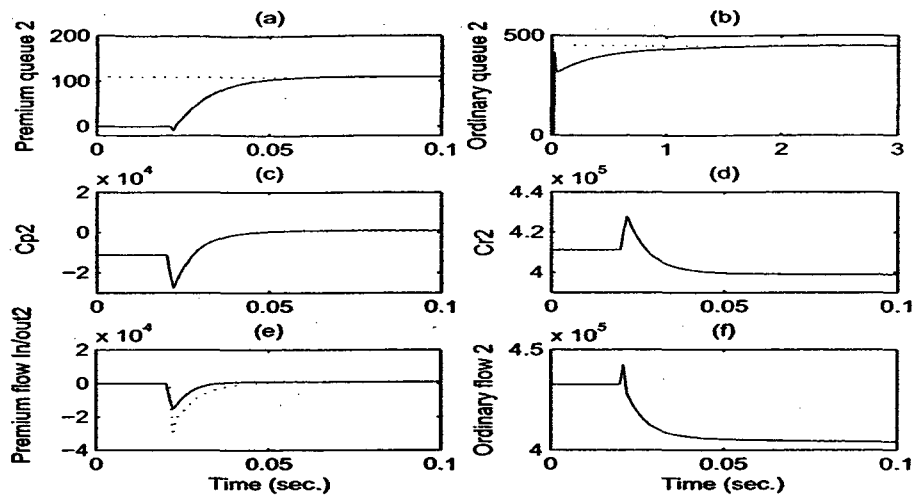 (a)
200
100
0
0
0.05
0.1
Premium queue 2
(b)
500
0
0
1
2
3
Ordinary queue 2
(c)
x 10^4
2
0
−2
0
0.05
0.1
Cp2
(d)
x 10^5
4.4
4.2
4
0
0.05
0.1
Cr2
(e)
x 10^4
2
0
−2
−4
0
0.05
0.1
Premium flow In/out2
Time (sec.)
(f)
x 10^5
4.5
4
0
0.05
0.1
Ordinary flow 2
Time (sec.)